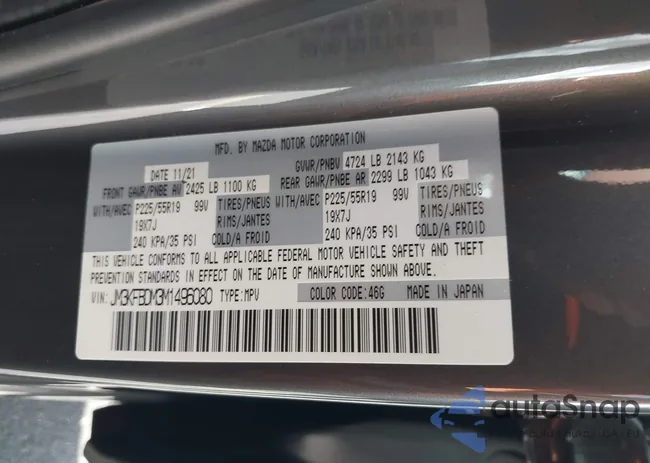 MFD. BY MAZDA MOTOR CORPORATION
DATE 11/21 GVWR/PNBV 4724 LB 2143 KG
FRONT GAWR/PNBE AV 2425 LB 1100 KG REAR GAWR/PNBE AR 2299 LB 1043 KG
WITH/AVEC P225/55R19 99V TIRES/PNEUS WITH/AVEC P225/55R19 99V TIRES/PNEUS
19X7J RIMS/JANTES 19X7J RIMS/JANTES
240 KPA/35 PSI COLD/A FROID 240 KPA/35 PSI COLD/A FROID
THIS VEHICLE CONFORMS TO ALL APPLICABLE FEDERAL MOTOR VEHICLE SAFETY AND THEFT
PREVENTION STANDARDS IN EFFECT ON THE DATE OF MANUFACTURE SHOWN ABOVE.
JM3KFBDM3M1496080 TYPE:MPV COLOR CODE:46G MADE IN JAPAN
autoSnap